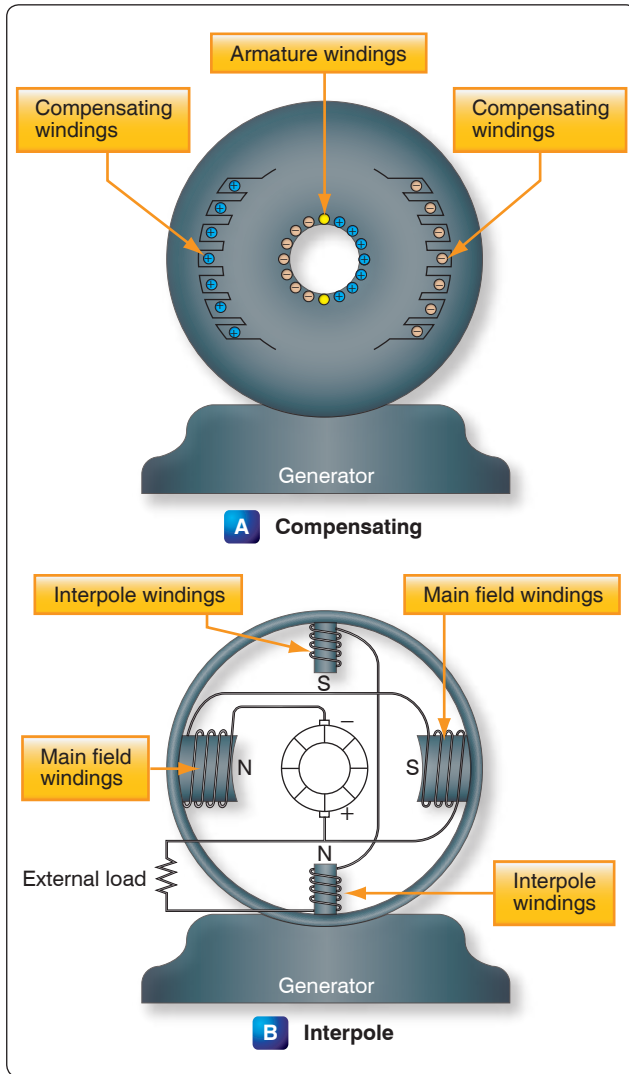 Armature windings
Compensating
windings
Compensating
windings
Generator
A Compensating
Interpole windings
Main field windings
S
Main field
windings
N
−
S
+
N
External load
Interpole
windings
Generator
B Interpole